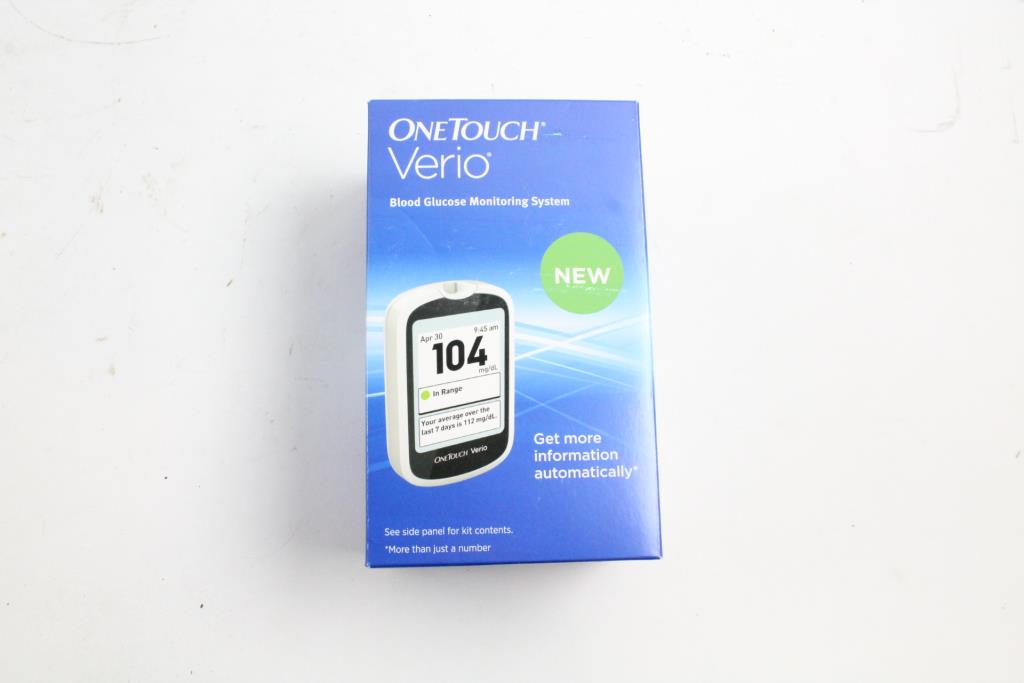 ONETOUCH®
Verio®
Blood Glucose Monitoring System
NEW
Apr 30 9:45 am
104
mg/dL
In Range
Your average over the
last 7 days is 112 mg/dL.
ONETOUCH Verio
Get more
information
automatically*
See side panel for kit contents.
*More than just a number